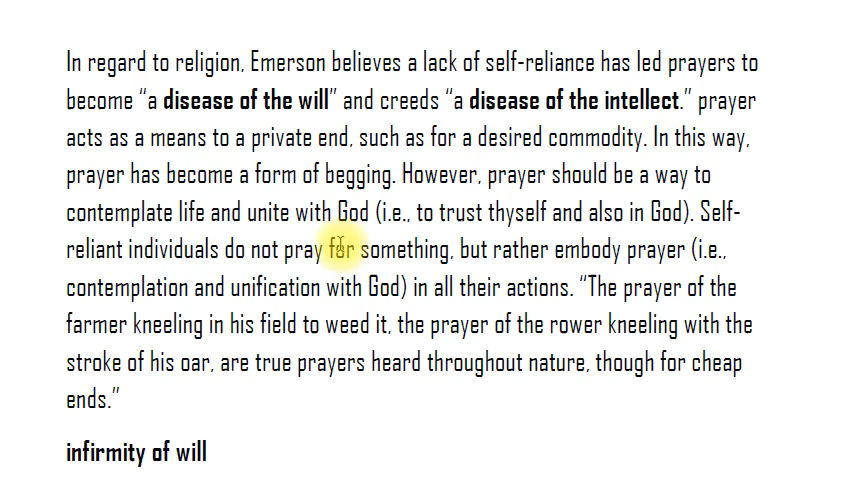 In regard to religion, Emerson believes a lack of self-reliance has led prayers to
become “a disease of the will” and creeds “a disease of the intellect.” prayer
acts as a means to a private end, such as for a desired commodity. In this way,
prayer has become a form of begging. However, prayer should be a way to
contemplate life and unite with God (i.e., to trust thyself and also in God). Self-
reliant individuals do not pray for something, but rather embody prayer (i.e.,
contemplation and unification with God) in all their actions. “The prayer of the
farmer kneeling in his field to weed it, the prayer of the rower kneeling with the
stroke of his oar, are true prayers heard throughout nature, though for cheap
ends.”
infirmity of will